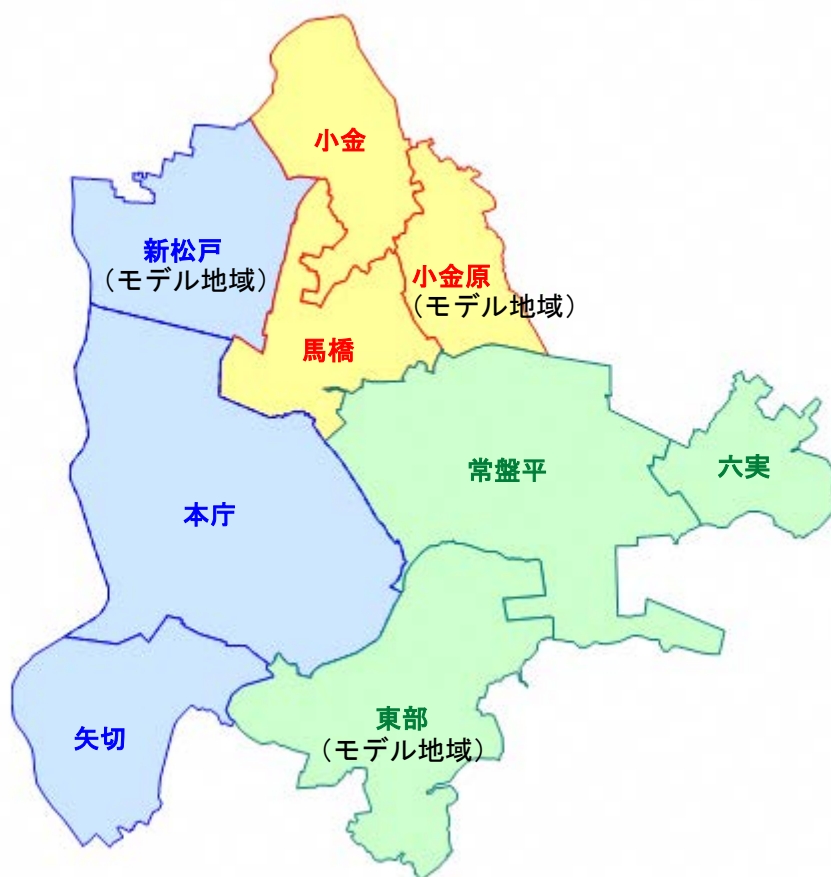 小金
新松戸
（モデル地域）
小金原
（モデル地域）
馬橋
常盤平
六実
本庁
東部
（モデル地域）
矢切